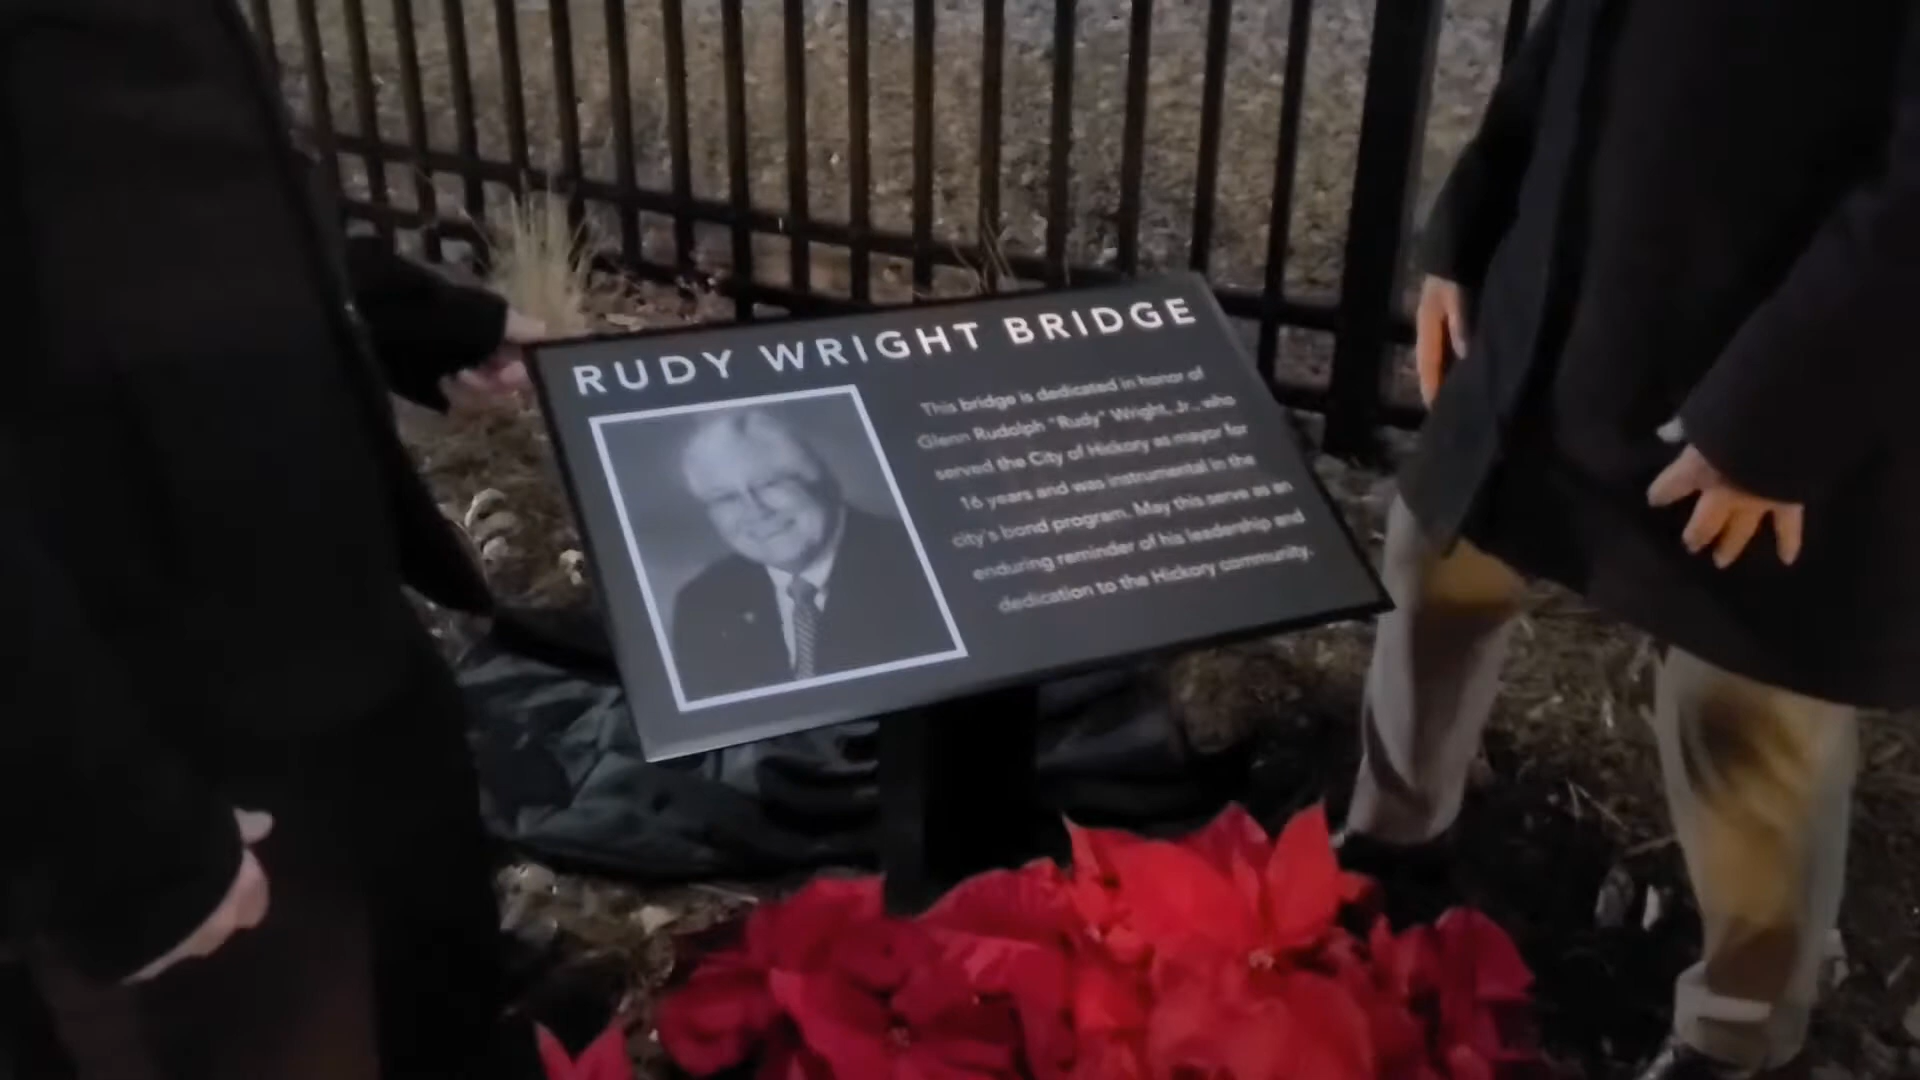 RUDY WRIGHT BRIDGE
This bridge is dedicated in honor of
Glenn Rudolph "Rudy" Wright, Jr., who
served the City of Hickory as mayor for
16 years and was instrumental in the
city's bond program. May this serve as an
enduring reminder of his leadership and
dedication to the Hickory community.